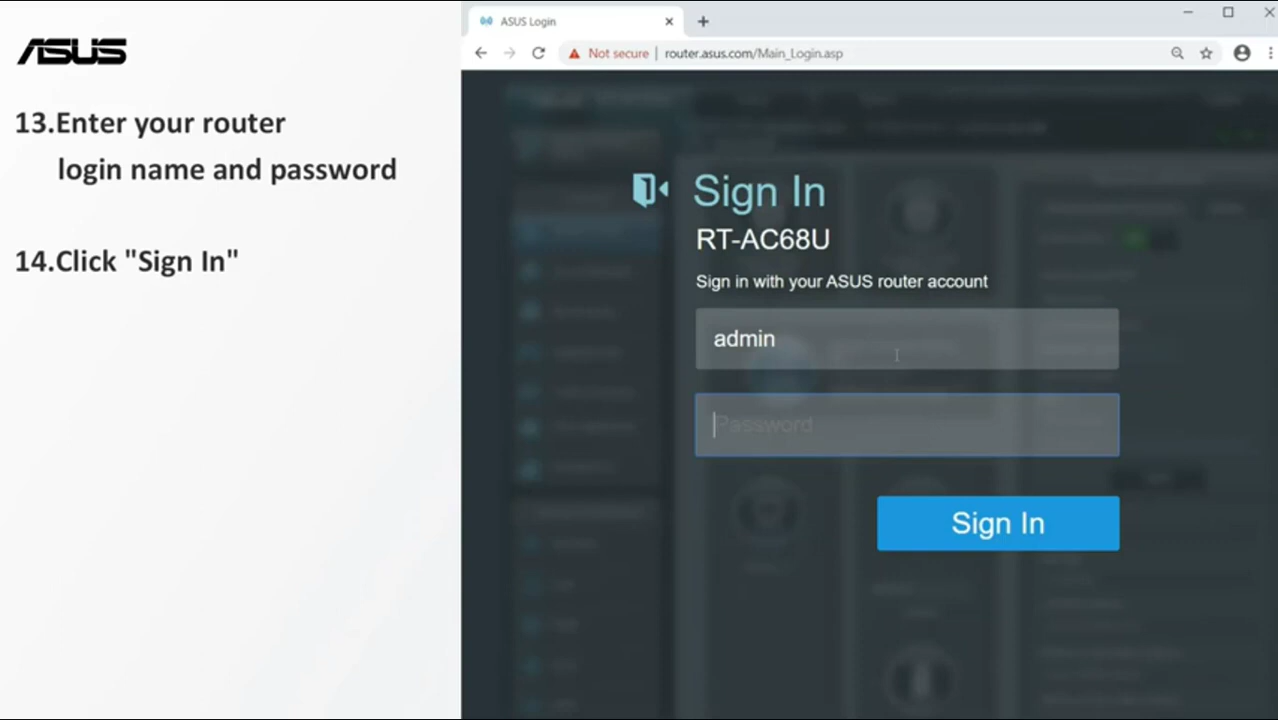 ASUS
13.Enter your router
login name and password
14.Click "Sign In"
ASUS Login
Not secure | router.asus.com/Main_Login.asp
Sign In
RT-AC68U
Sign in with your ASUS router account
admin
Password
Sign In